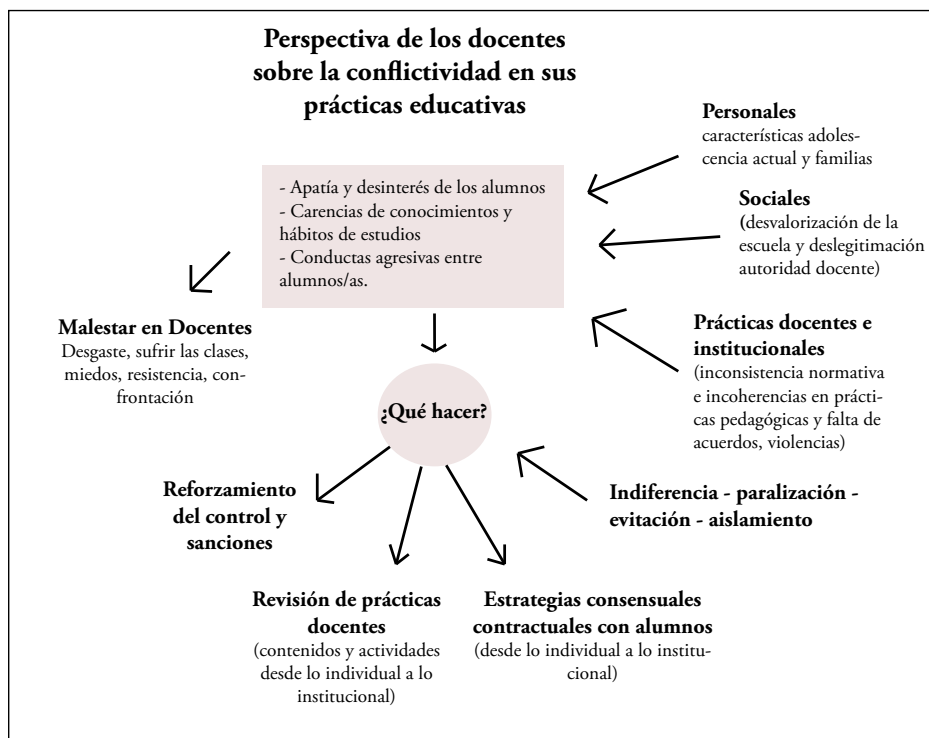 Perspectiva de los docentes
sobre la conflictividad en sus
prácticas educativas
Personales
características adoles-
cencia actual y familias
- Apatía y desinterés de los alumnos
- Carencias de conocimientos y
hábitos de estudios
- Conductas agresivas entre
alumnos/as.
Sociales
(desvalorización de la
escuela y deslegitimación
autoridad docente)
Malestar en Docentes
Desgaste, sufrir las clases,
miedos, resistencia, con-
frontación
Prácticas docentes e
institucionales
(inconsistencia normativa
e incoherencias en prácti-
cas pedagógicas y falta de
acuerdos, violencias)
¿Qué hacer?
Reforzamiento
del control y
sanciones
Indiferencia - paralización -
evitación - aislamiento
Revisión de prácticas
docentes
(contenidos y actividades
desde lo individual a lo
institucional)
Estrategias consensuales
contractuales con alumnos
(desde lo individual a lo institu-
cional)